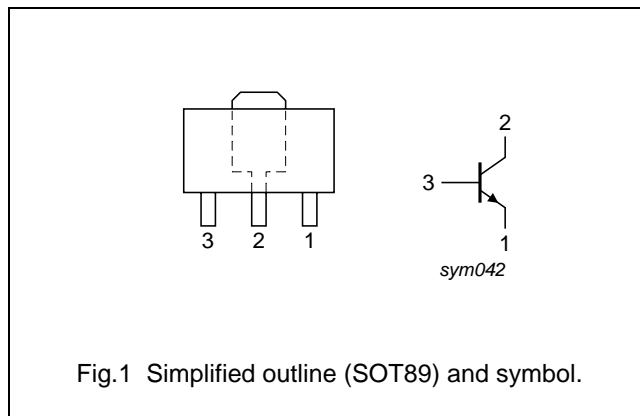 3 2 1
2
3
1
sym042
Fig.1 Simplified outline (SOT89) and symbol.